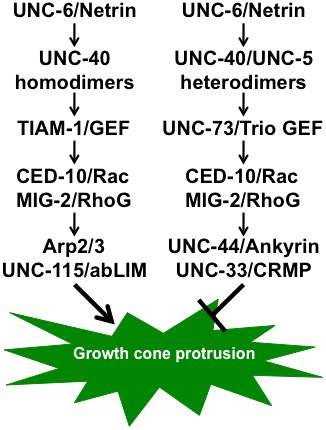 UNC-6/Netrin
UNC-40
homodimers
TIAM-1/GEF
CED-10/Rac
MIG-2/RhoG
Arp2/3
UNC-115/abLIM
UNC-6/Netrin
UNC-40/UNC-5
heterodimers
UNC-73/Trio GEF
CED-10/Rac
MIG-2/RhoG
UNC-44/Ankyrin
UNC-33/CRMP
Growth cone protrusion